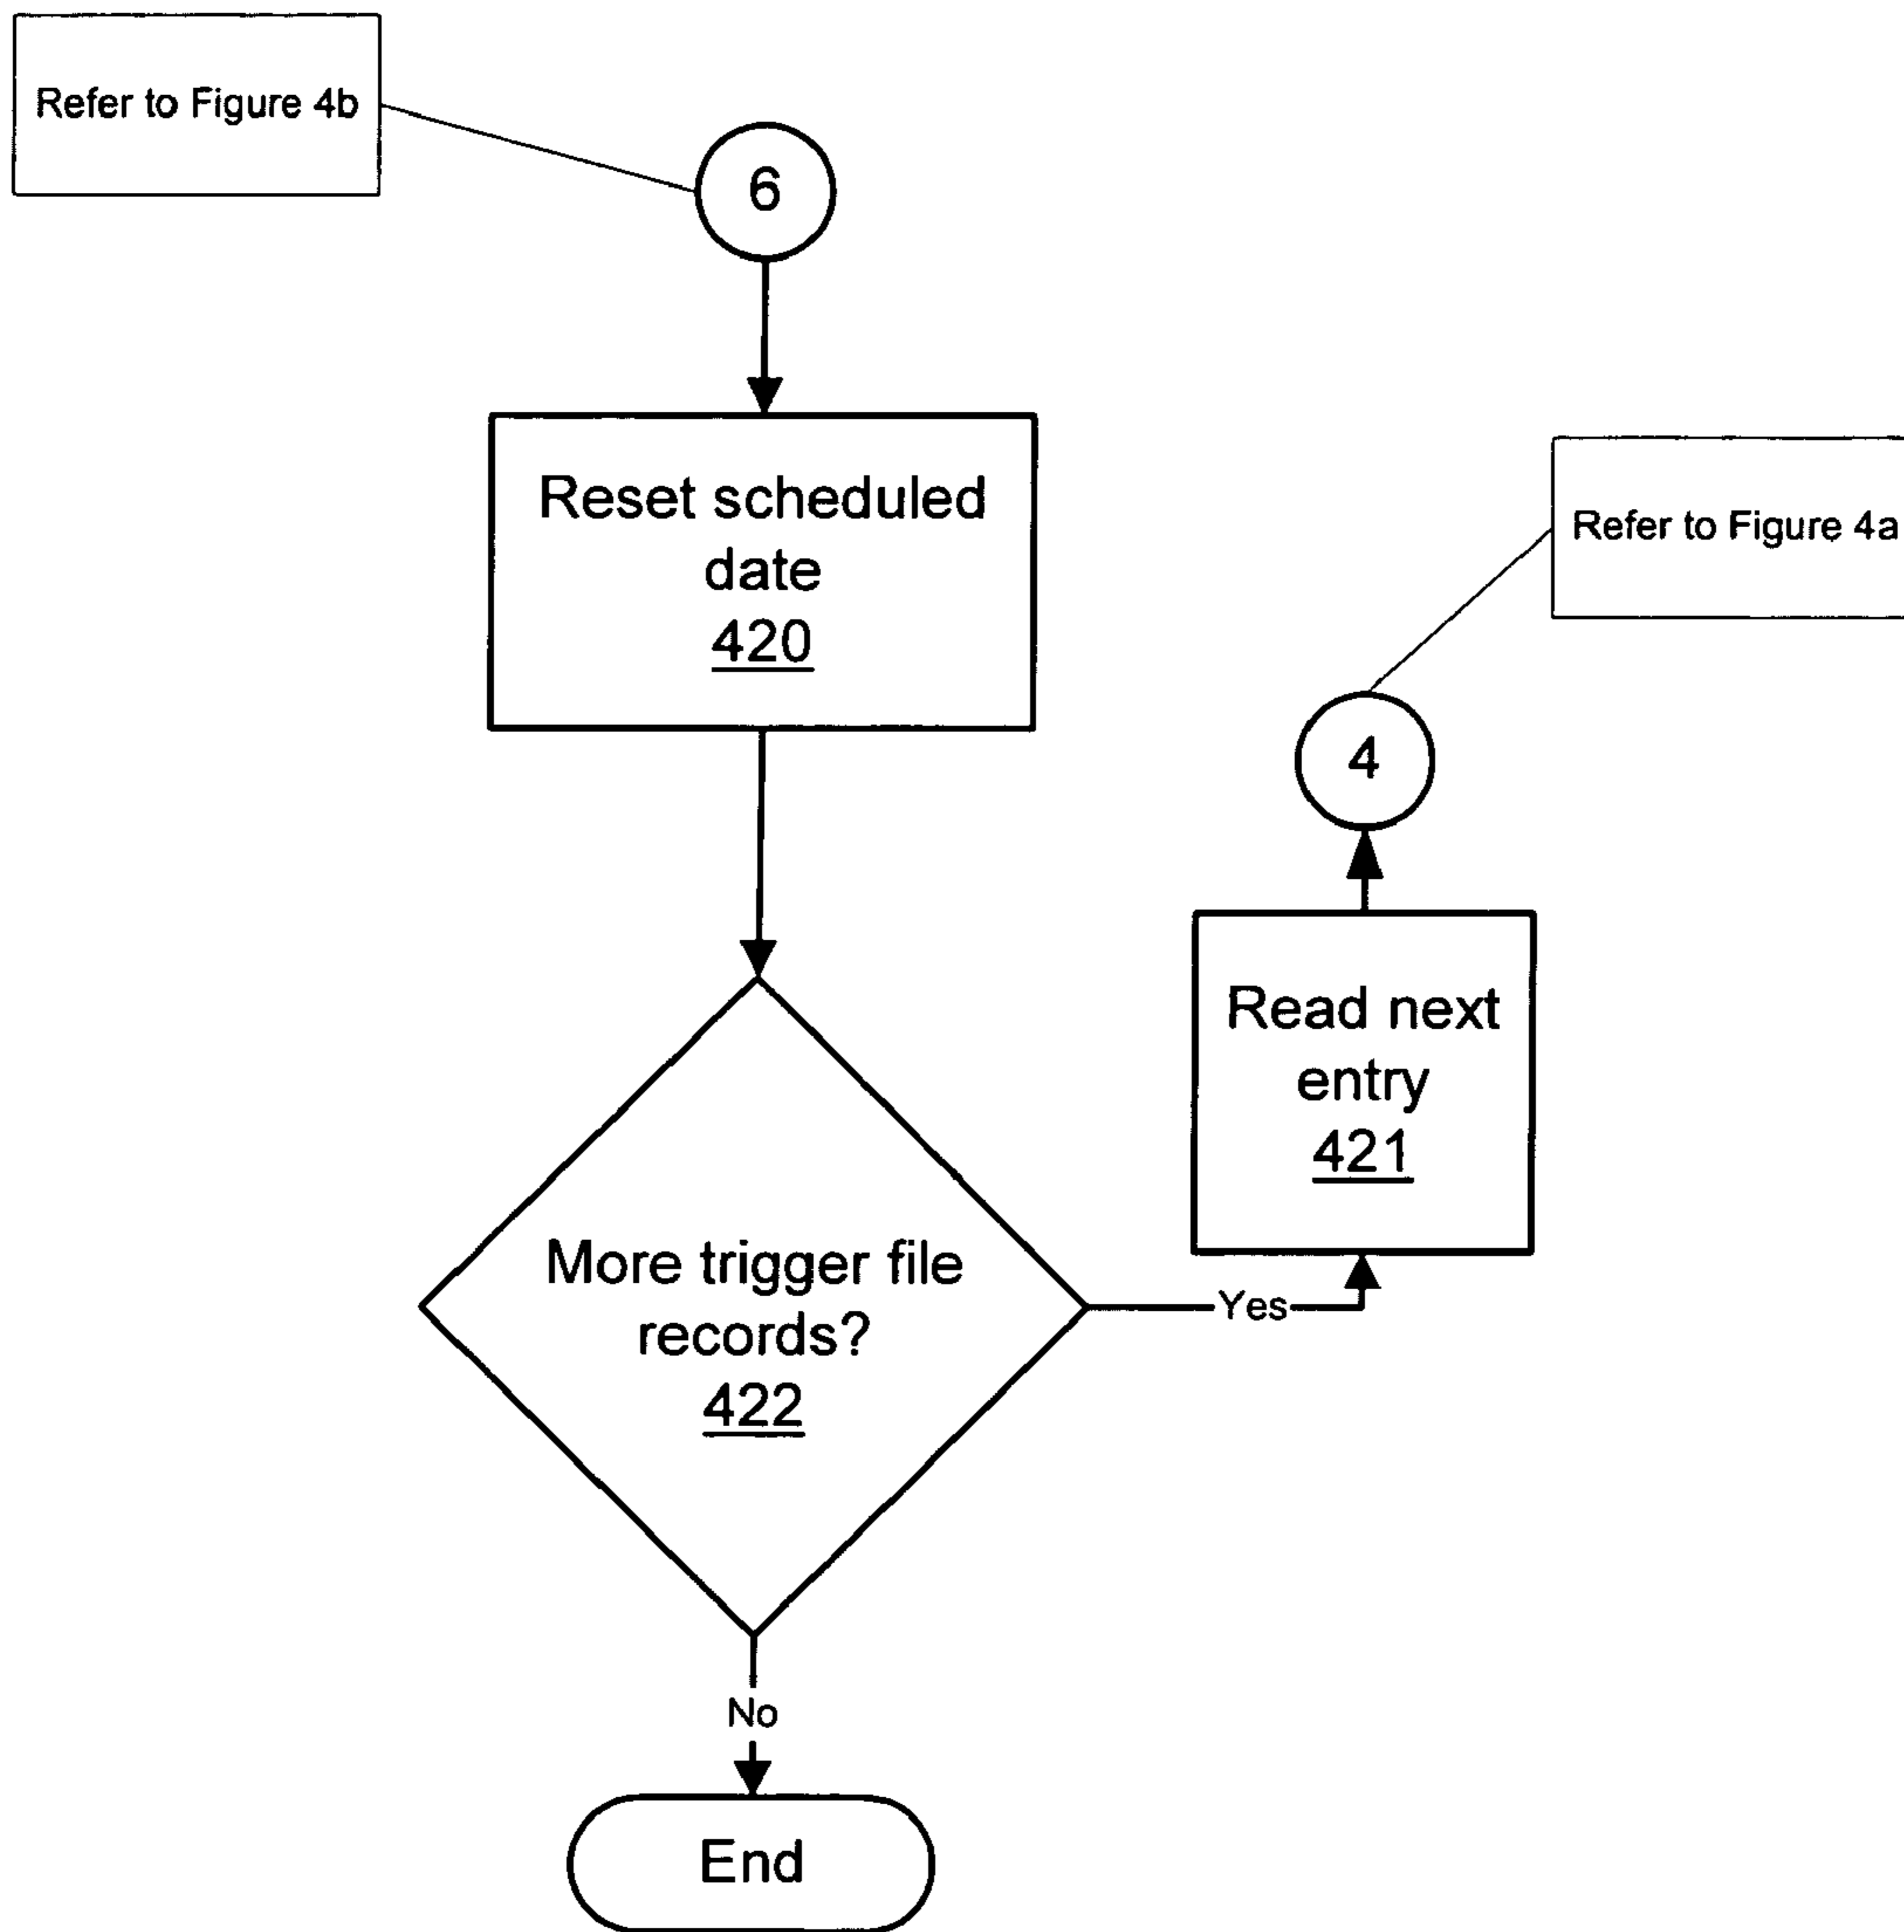 Refer to Figure 4b
6
Reset scheduled
date
420
Refer to Figure 4a
4
Read next
entry
421
More trigger file
records?
422
Yes
No
End